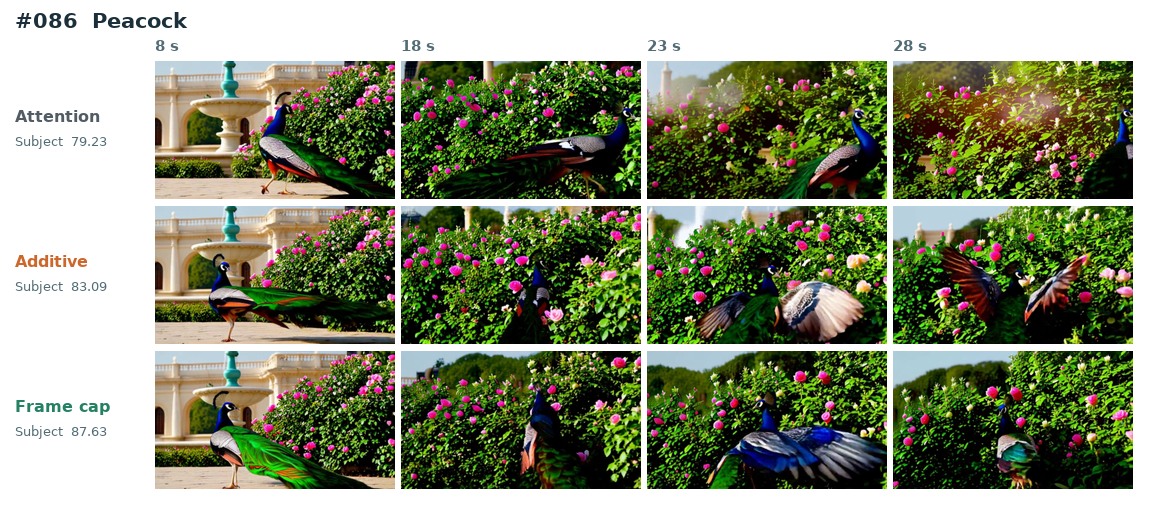 #086 Peacock
8 s 18 s 23 s 28 s
Attention
Subject 79.23
Additive
Subject 83.09
Frame cap
Subject 87.63